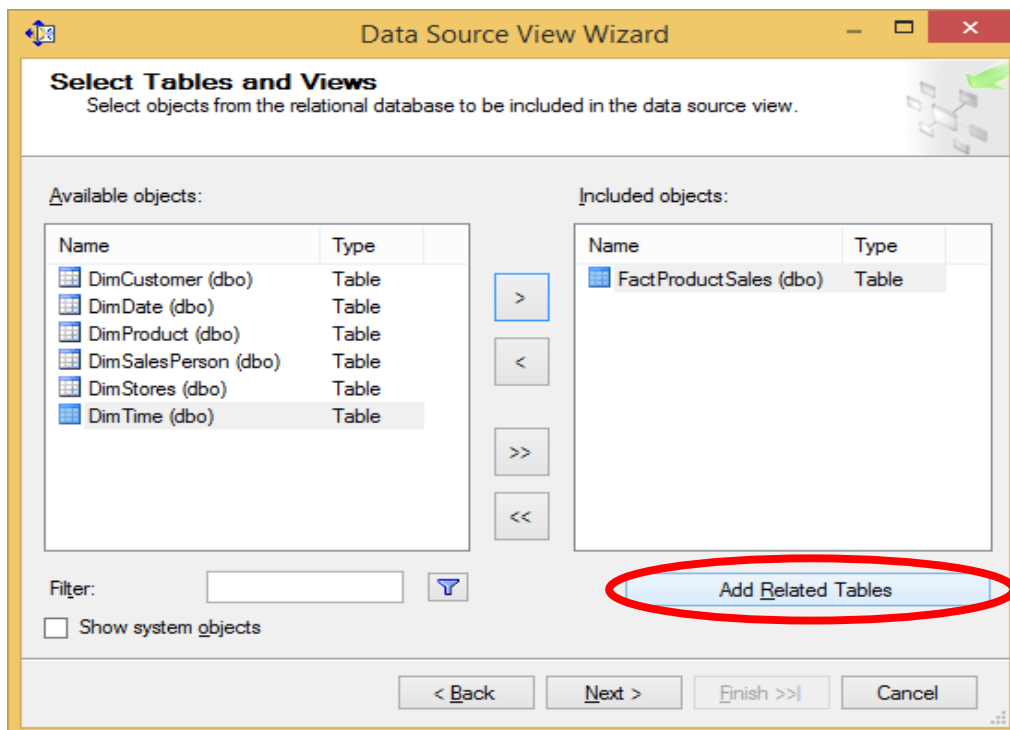 Data Source View Wizard
Select Tables and Views
Select objects from the relational database to be included in the data source view.
Available objects:
Included objects:
Name Type
DimCustomer (dbo) Table
DimDate (dbo) Table
DimProduct (dbo) Table
DimSalesPerson (dbo) Table
DimStores (dbo) Table
DimTime (dbo) Table
>
<
>>
<<
Name Type
FactProductSales (dbo) Table
Filter:
Add Related Tables
Show system objects
< Back
Next >
Finish >>|
Cancel